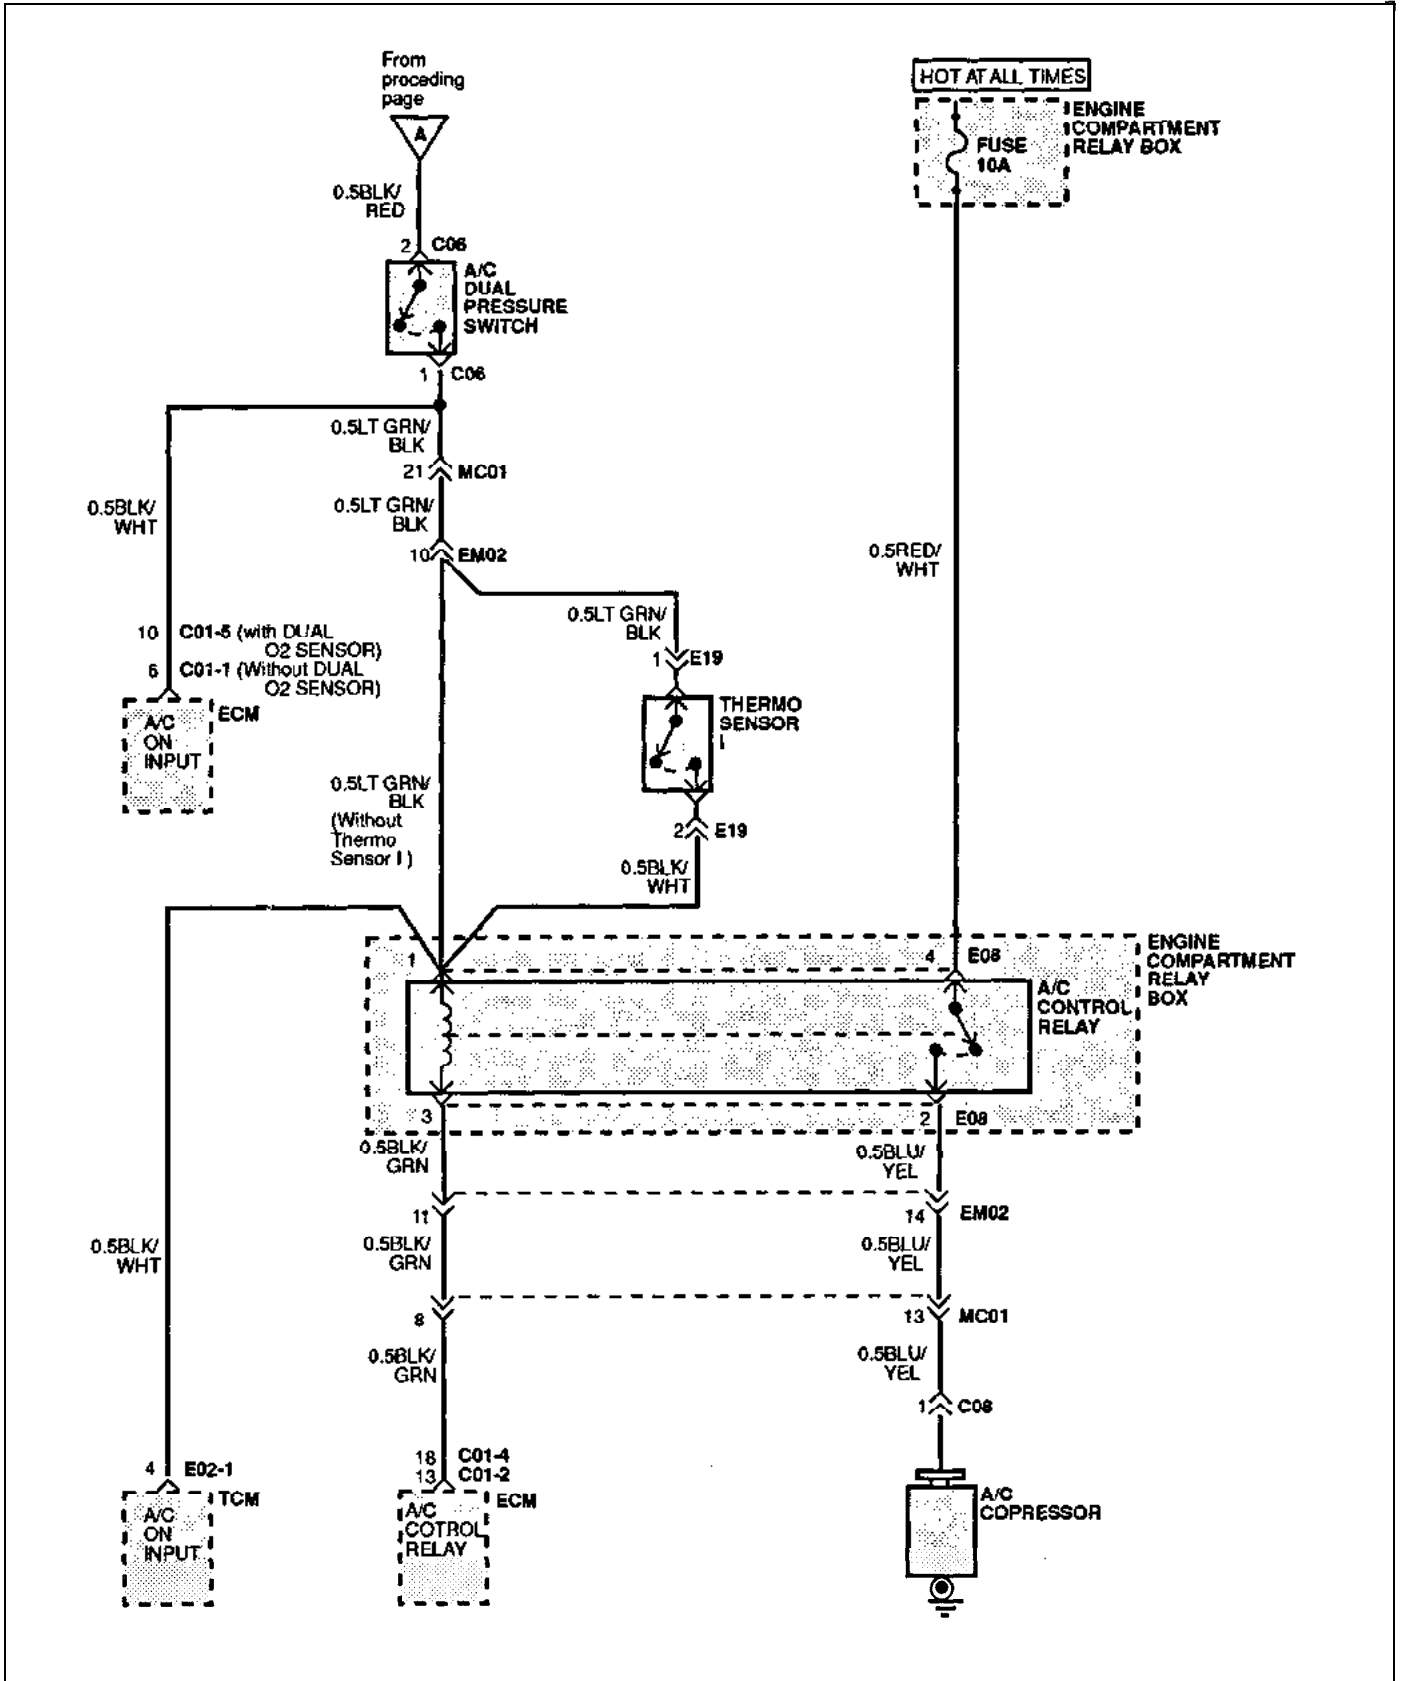 From
proceding
page
A
0.5BLK/
RED
2 C06
A/C
DUAL
PRESSURE
SWITCH
1 C06
HOT AT ALL TIMES
FUSE
10A
ENGINE
COMPARTMENT
RELAY BOX
0.5LT GRN/
BLK
21 MC01
0.5LT GRN/
BLK
10 EM02
0.5BLK/
WHT
10 C01-5 (with DUAL
O2 SENSOR)
6 C01-1 (Without DUAL
O2 SENSOR)
ECM
A/C
ON
INPUT
0.5LT GRN/
BLK
1 E19
THERMO
SENSOR
I
2 E19
0.5BLK/
WHT
0.5LT GRN/
BLK
(Without
Thermo
Sensor I )
0.5RED/
WHT
1
4 E08
A/C
CONTROL
RELAY
ENGINE
COMPARTMENT
RELAY
BOX
3
2 E08
0.5BLK/
GRN
0.5BLU/
YEL
11
14 EM02
0.5BLK/
WHT
0.5BLK/
GRN
0.5BLU/
YEL
8
13 MC01
0.5BLK/
GRN
0.5BLU/
YEL
1 C08
4 E02-1
TCM
A/C
ON
INPUT
18 C01-4
13 C01-2
ECM
A/C
COTROL
RELAY
A/C
COPRESSOR